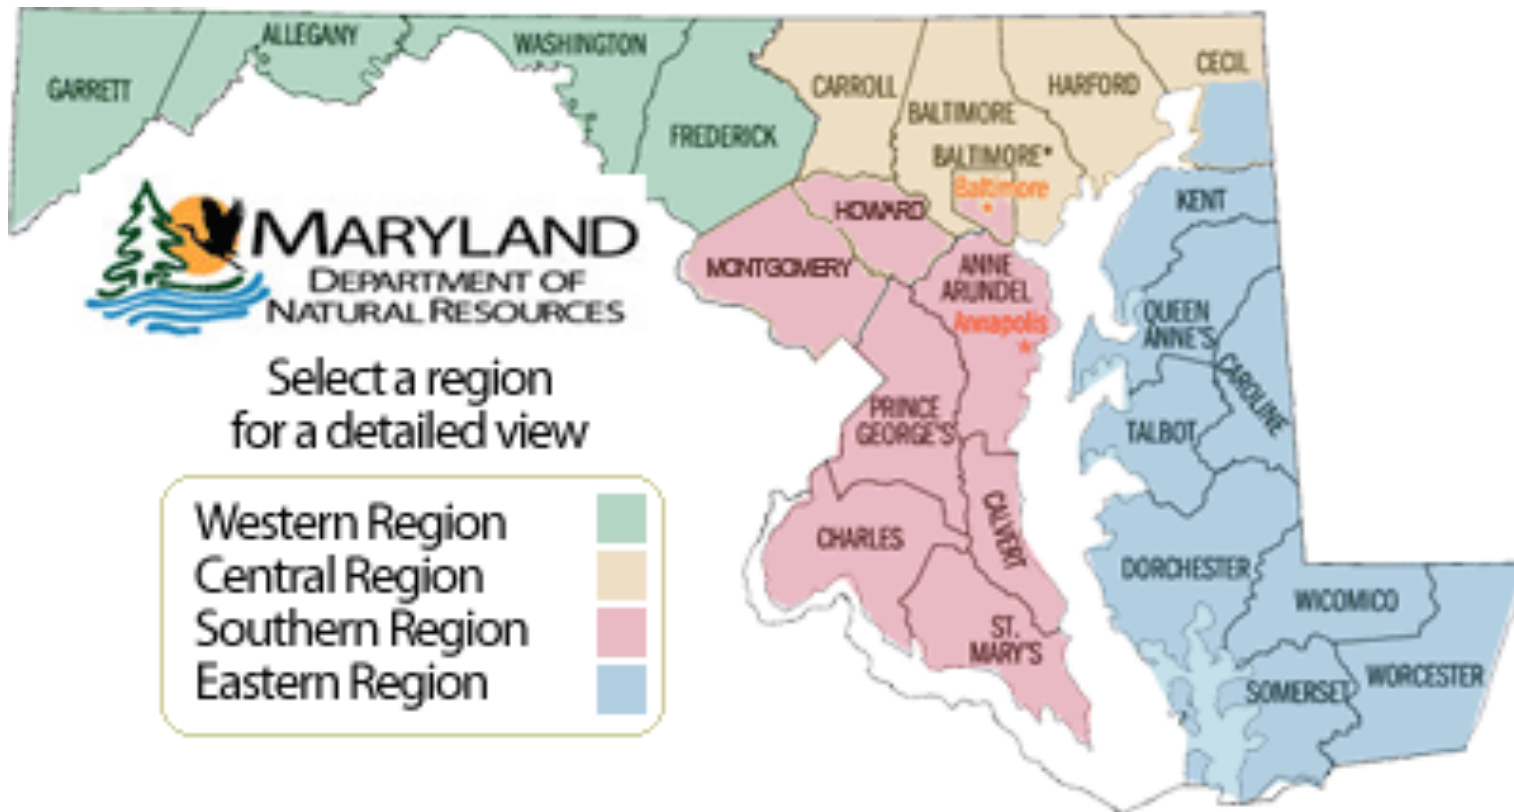 ALLEGANY
WASHINGTON
GARRETT
FREDERICK
CARROLL
HARFORD
CECIL
BALTIMORE
BALTIMORE*
Baltimore
KENT
HOWARD
MONTGOMERY
ANNE
ARUNDEL
Annapolis
QUEEN
ANNE'S
CAROLINE
TALBOT
PRINCE
GEORGE'S
CHARLES
CALVERT
ST.
MARY'S
DORCHESTER
WICOMICO
SOMERSET
WORCESTER
MARYLAND
DEPARTMENT OF
NATURAL RESOURCES
Select a region
for a detailed view
Western Region
Central Region
Southern Region
Eastern Region